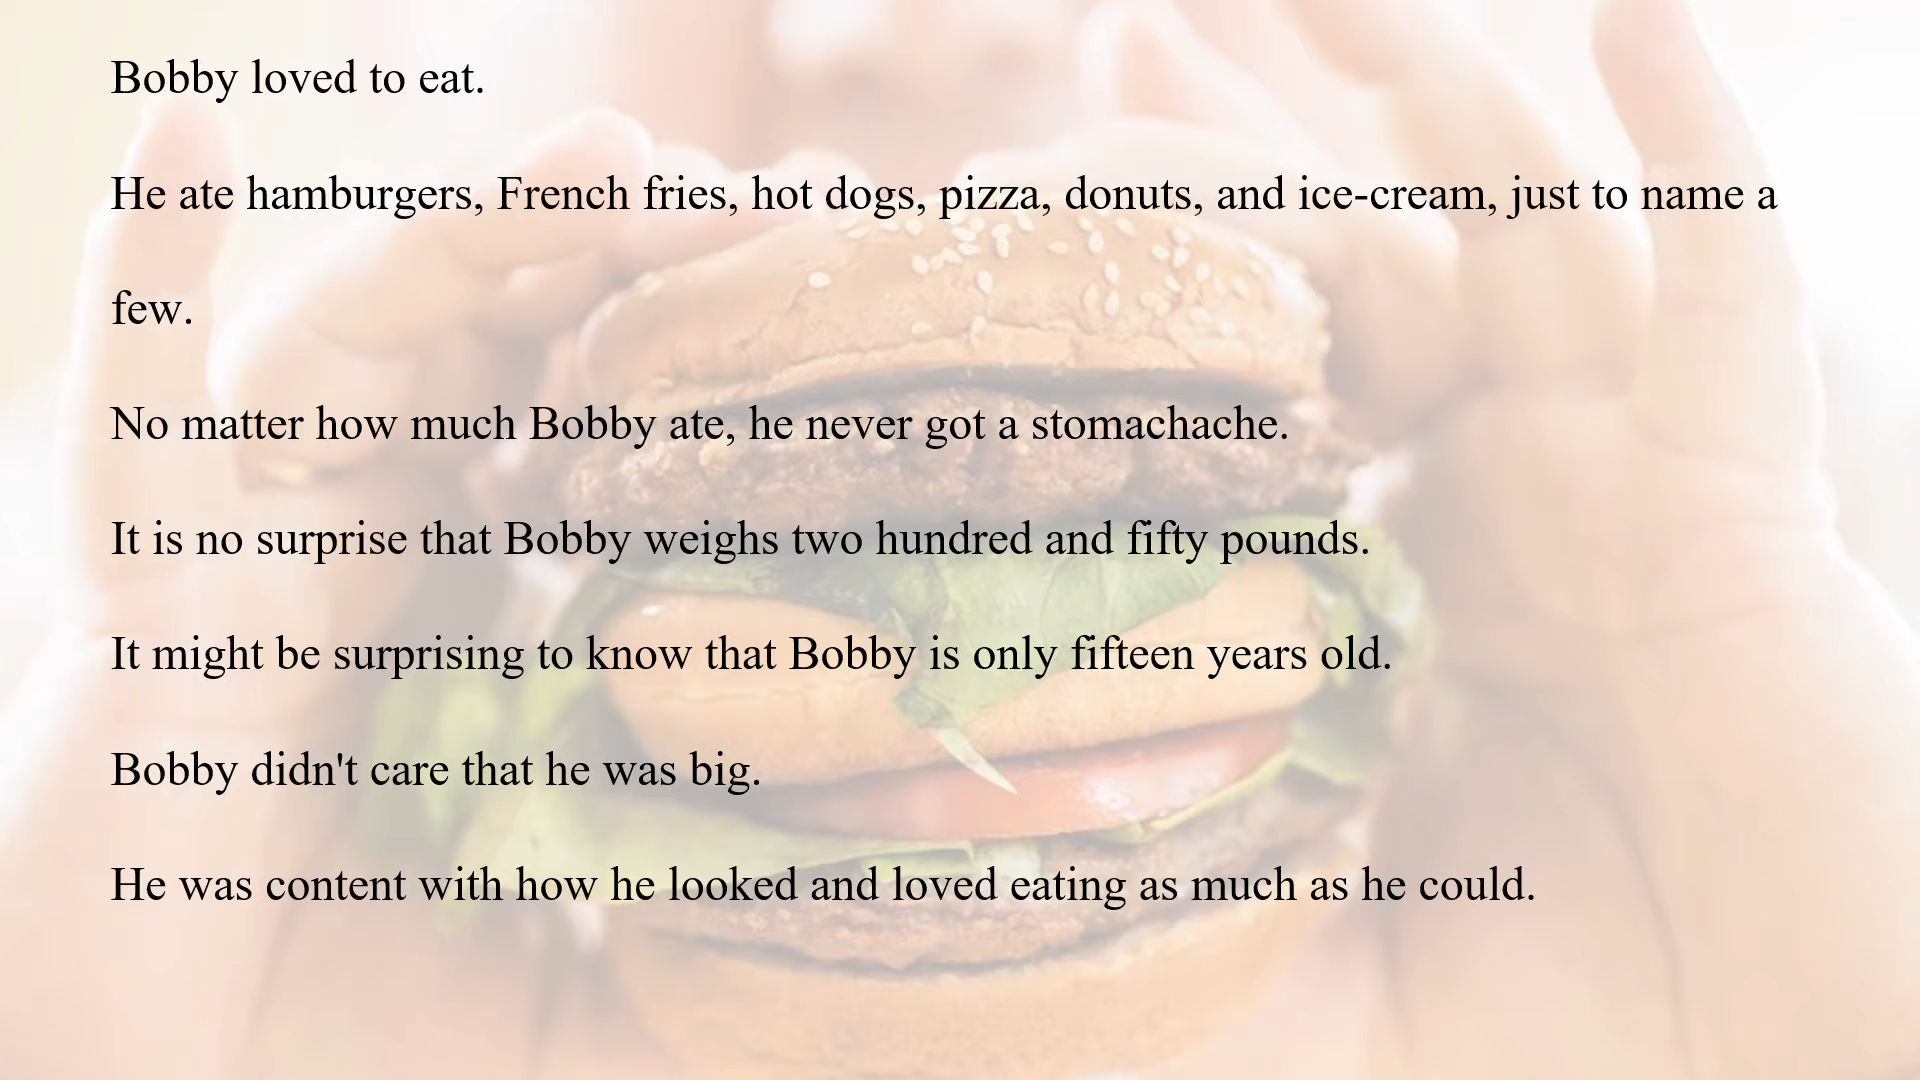 Bobby loved to eat.
He ate hamburgers, French fries, hot dogs, pizza, donuts, and ice-cream, just to name a
few.
No matter how much Bobby ate, he never got a stomachache.
It is no surprise that Bobby weighs two hundred and fifty pounds.
It might be surprising to know that Bobby is only fifteen years old.
Bobby didn't care that he was big.
He was content with how he looked and loved eating as much as he could.